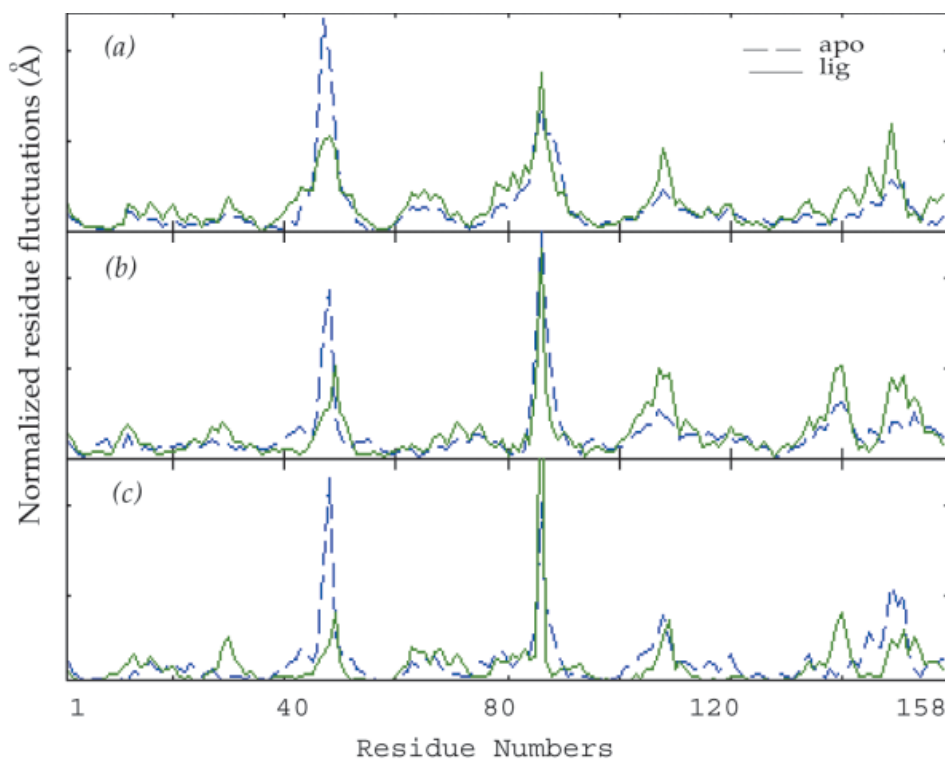 Normalized residue fluctuations (Å)
(a)
apo
lig
(b)
(c)
1 40 80 120 158
Residue Numbers